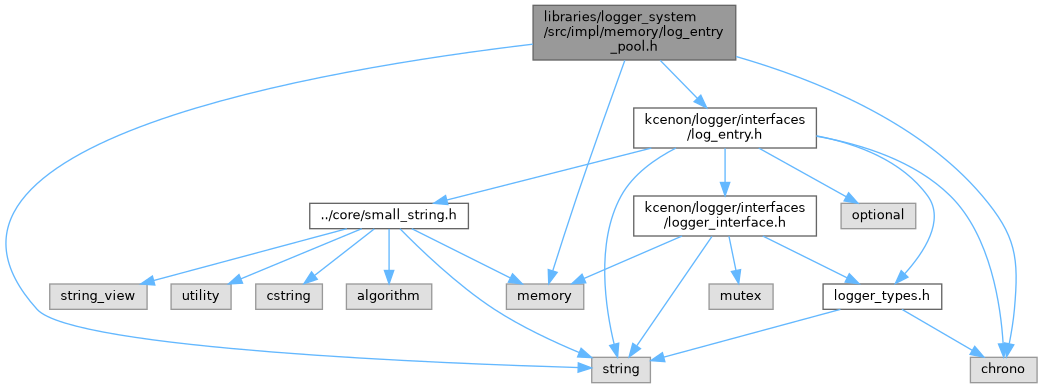 libraries/logger_system
/src/impl/memory/log_entry
_pool.h
kcenon/logger/interfaces
/log_entry.h
../core/small_string.h
kcenon/logger/interfaces
/logger_interface.h
optional
string_view
utility
cstring
algorithm
memory
mutex
logger_types.h
string
chrono